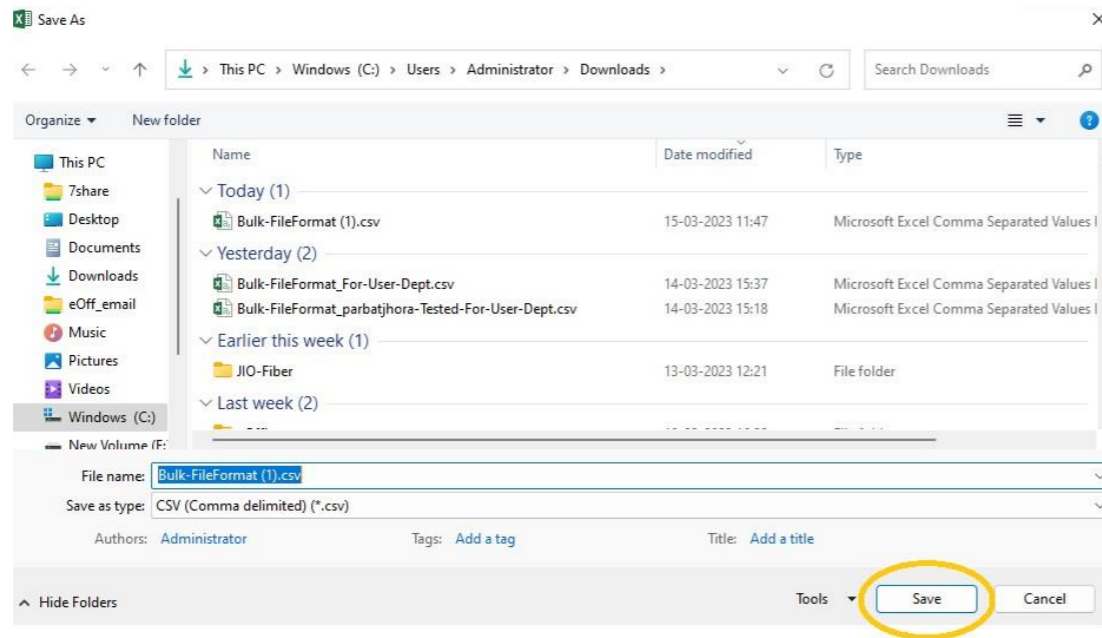 Save As
This PC > Windows (C:) > Users > Administrator > Downloads >
Search Downloads
Organize
New folder
Name Date modified Type
This PC
7share
Desktop
Documents
Downloads
eOff_email
Music
Pictures
Videos
Windows (C:)
New Volume (F:
Today (1)
Bulk-FileFormat (1).csv 15-03-2023 11:47 Microsoft Excel Comma Separated Values
Yesterday (2)
Bulk-FileFormat_For-User-Dept.csv 14-03-2023 15:37 Microsoft Excel Comma Separated Values
Bulk-FileFormat_parbatjhora-Tested-For-User-Dept.csv 14-03-2023 15:18 Microsoft Excel Comma Separated Values
Earlier this week (1)
JIO-Fiber 13-03-2023 12:21 File folder
Last week (2)
File name: Bulk-FileFormat (1).csv
Save as type: CSV (Comma delimited) (*.csv)
Authors: Administrator Tags: Add a tag Title: Add a title
Hide Folders
Tools Save Cancel